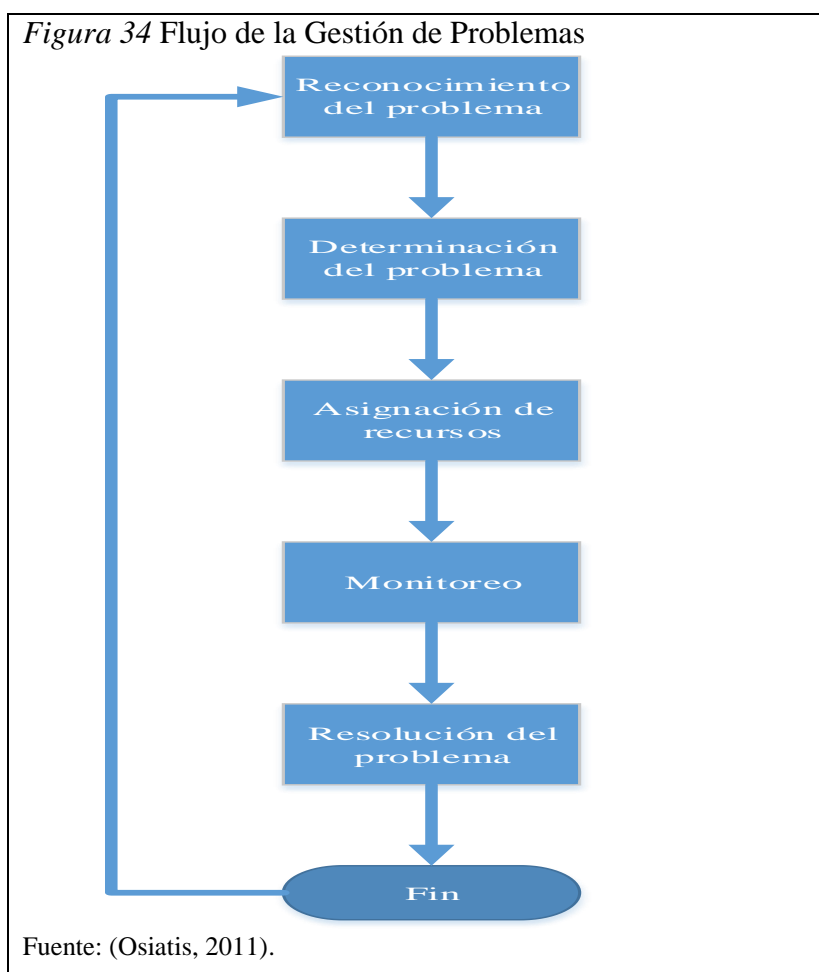 Figura 34 Flujo de la Gestión de Problemas
Reconocimiento
del problema
Determinación
del problema
Asignación de
recursos
Monitoreo
Resolución del
problema
Fin
Fuente: (Osiatis, 2011).